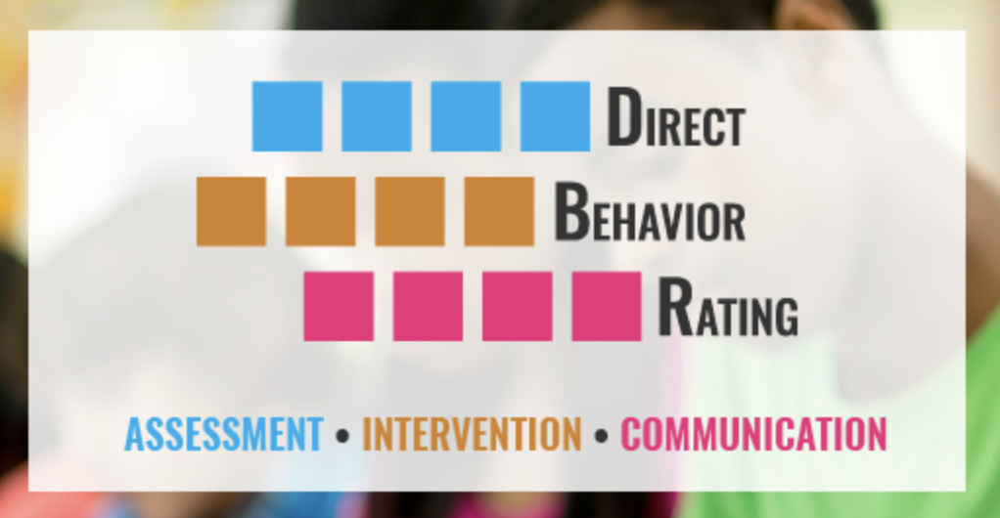 DIRECT
BEHAVIOR
RATING
ASSESSMENT • INTERVENTION • COMMUNICATION